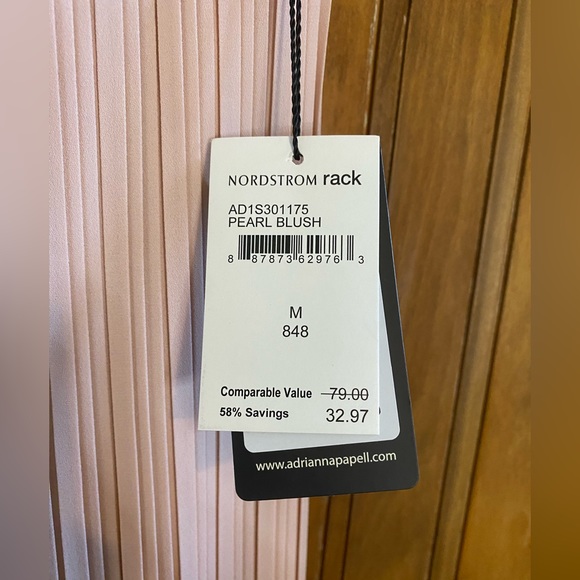 NORDSTROM rack
AD1S301175
PEARL BLUSH
8 87873 62976 3
M
848
Comparable Value 79.00
58% Savings 32.97
www.adriannapapell.com